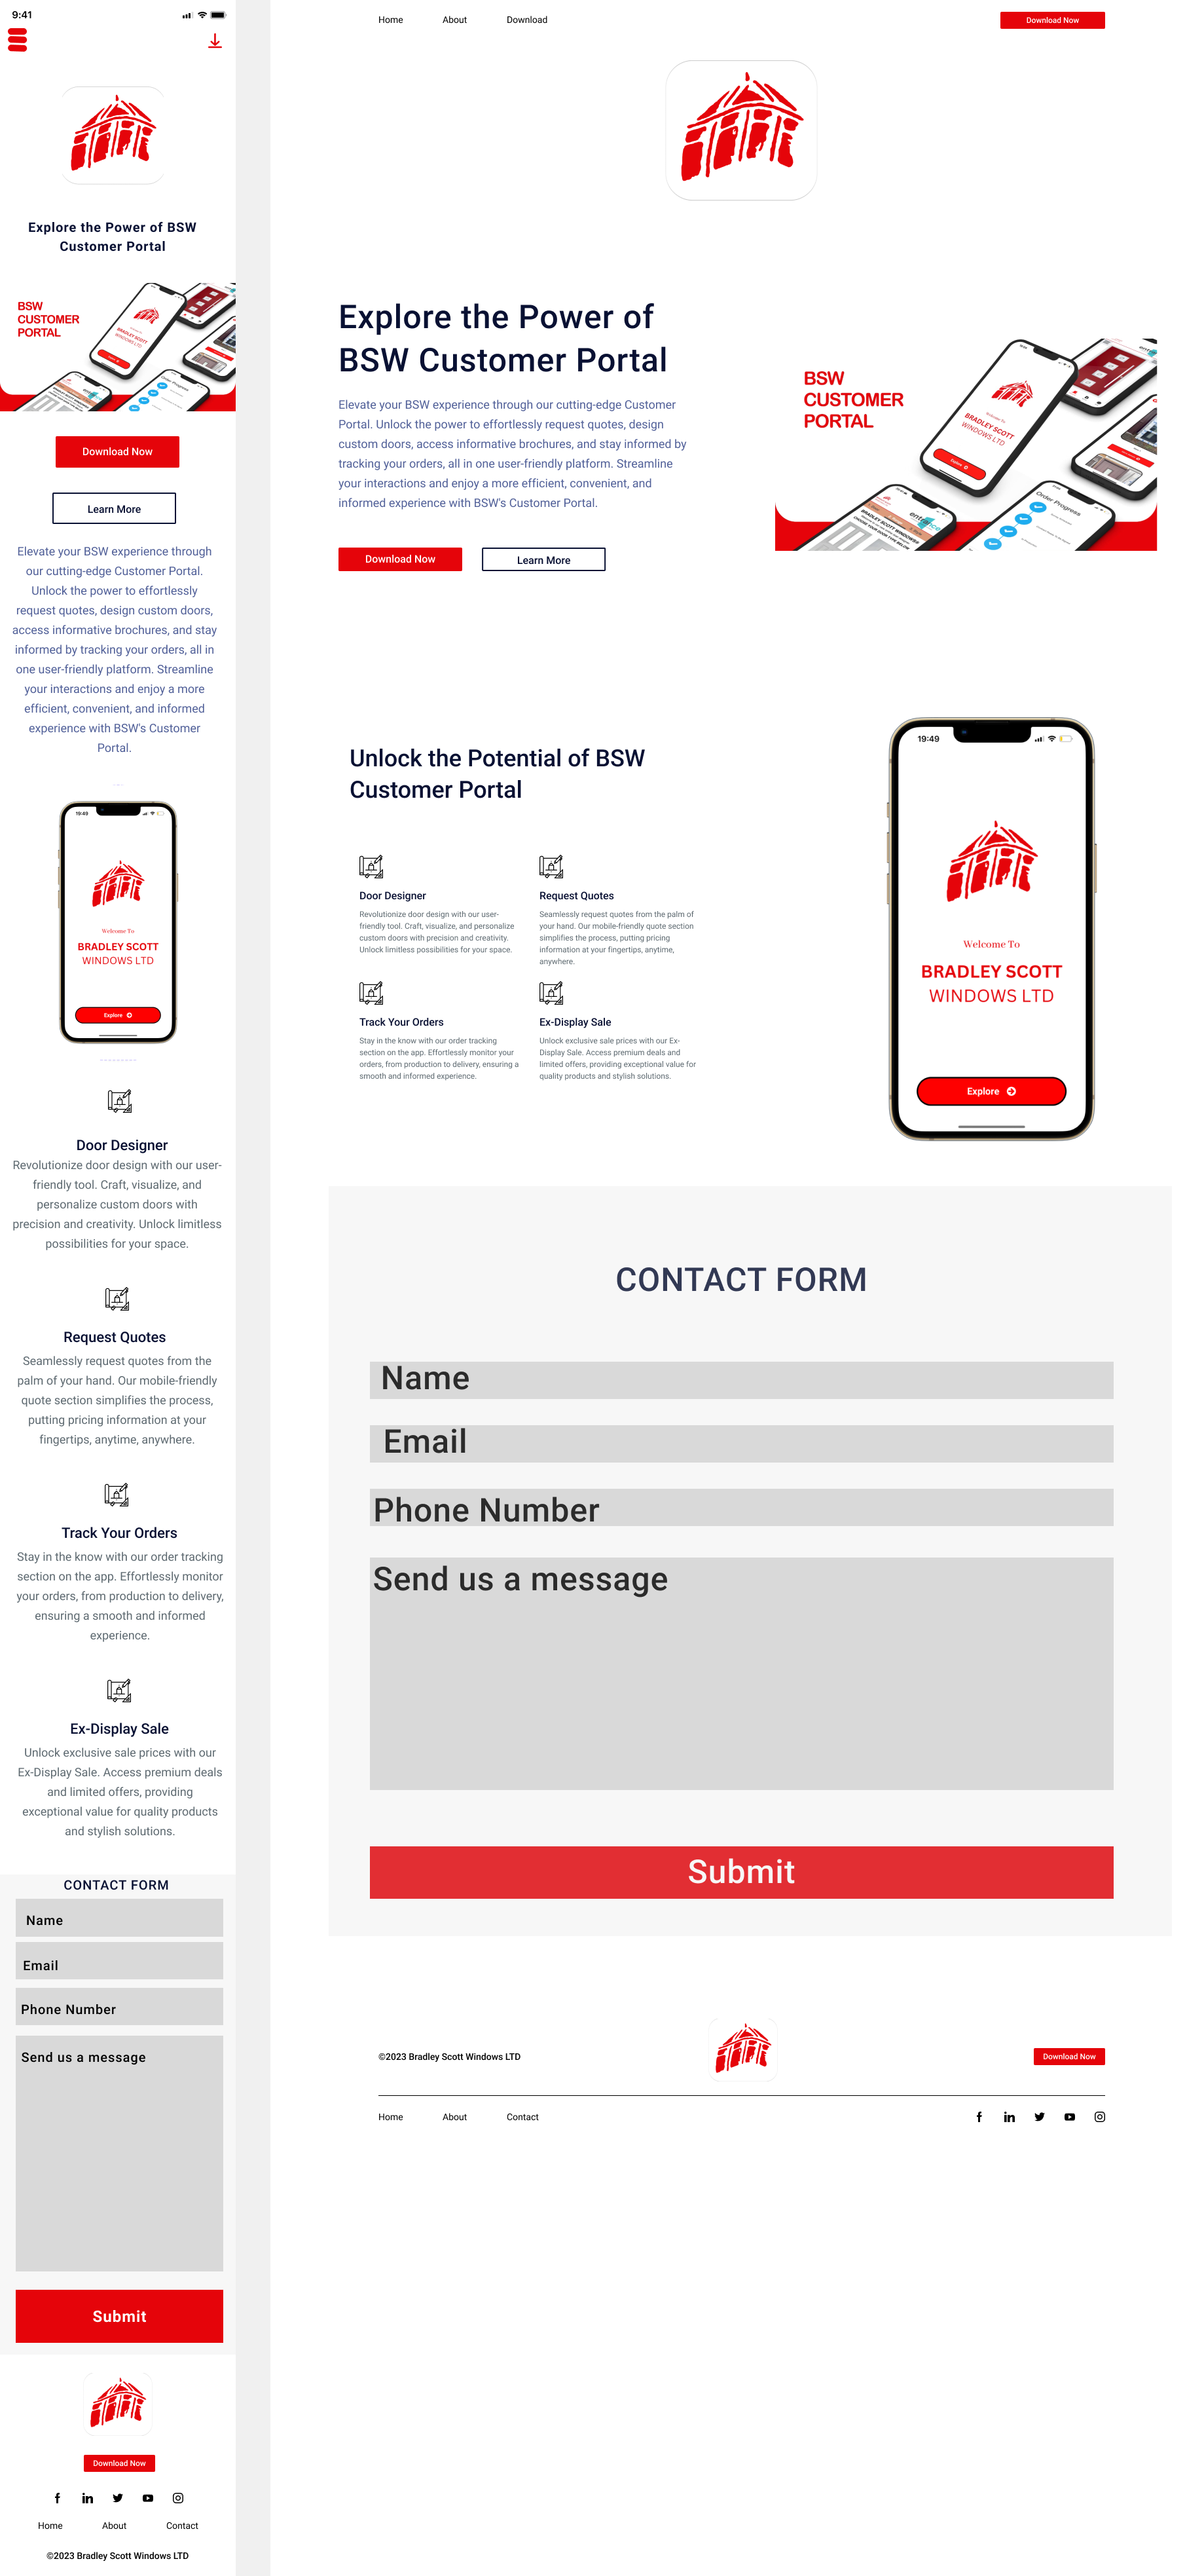 9:41
Explore the Power of BSW
Customer Portal
BSW
CUSTOMER
PORTAL
BRADLEY SCOTT
WINDOWS LTD
Order Progress
Download Now
Learn More
Elevate your BSW experience through
our cutting-edge Customer Portal.
Unlock the power to effortlessly
request quotes, design custom doors,
access informative brochures, and stay
informed by tracking your orders, all in
one user-friendly platform. Streamline
your interactions and enjoy a more
efficient, convenient, and informed
experience with BSW's Customer
Portal.
19:49
Welcome To
BRADLEY SCOTT
WINDOWS LTD
Explore
Door Designer
Revolutionize door design with our user-
friendly tool. Craft, visualize, and
personalize custom doors with
precision and creativity. Unlock limitless
possibilities for your space.
Request Quotes
Seamlessly request quotes from the
palm of your hand. Our mobile-friendly
quote section simplifies the process,
putting pricing information at your
fingertips, anytime, anywhere.
Track Your Orders
Stay in the know with our order tracking
section on the app. Effortlessly monitor
your orders, from production to delivery,
ensuring a smooth and informed
experience.
Ex-Display Sale
Unlock exclusive sale prices with our
Ex-Display Sale. Access premium deals
and limited offers, providing
exceptional value for quality products
and stylish solutions.
CONTACT FORM
Name
Email
Phone Number
Send us a message
Submit
Download Now
Home About Contact
©2023 Bradley Scott Windows LTD
Home About Download
Download Now
Explore the Power of
BSW Customer Portal
Elevate your BSW experience through our cutting-edge Customer
Portal. Unlock the power to effortlessly request quotes, design
custom doors, access informative brochures, and stay informed by
tracking your orders, all in one user-friendly platform. Streamline
your interactions and enjoy a more efficient, convenient, and
informed experience with BSW's Customer Portal.
Download Now
Learn More
BSW
CUSTOMER
PORTAL
BRADLEY SCOTT
WINDOWS LTD
Explore
Order Progress
BRADLEY SCOTT WINDOWS
CHOOSE YOUR DOOR TYPE BELOW
Unlock the Potential of BSW
Customer Portal
Door Designer
Revolutionize door design with our user-
friendly tool. Craft, visualize, and personalize
custom doors with precision and creativity.
Unlock limitless possibilities for your space.
Request Quotes
Seamlessly request quotes from the palm of
your hand. Our mobile-friendly quote section
simplifies the process, putting pricing
information at your fingertips, anytime,
anywhere.
Track Your Orders
Stay in the know with our order tracking
section on the app. Effortlessly monitor your
orders, from production to delivery, ensuring a
smooth and informed experience.
Ex-Display Sale
Unlock exclusive sale prices with our Ex-
Display Sale. Access premium deals and
limited offers, providing exceptional value for
quality products and stylish solutions.
19:49
Welcome To
BRADLEY SCOTT
WINDOWS LTD
Explore
CONTACT FORM
Name
Email
Phone Number
Send us a message
Submit
©2023 Bradley Scott Windows LTD
Download Now
Home About Contact